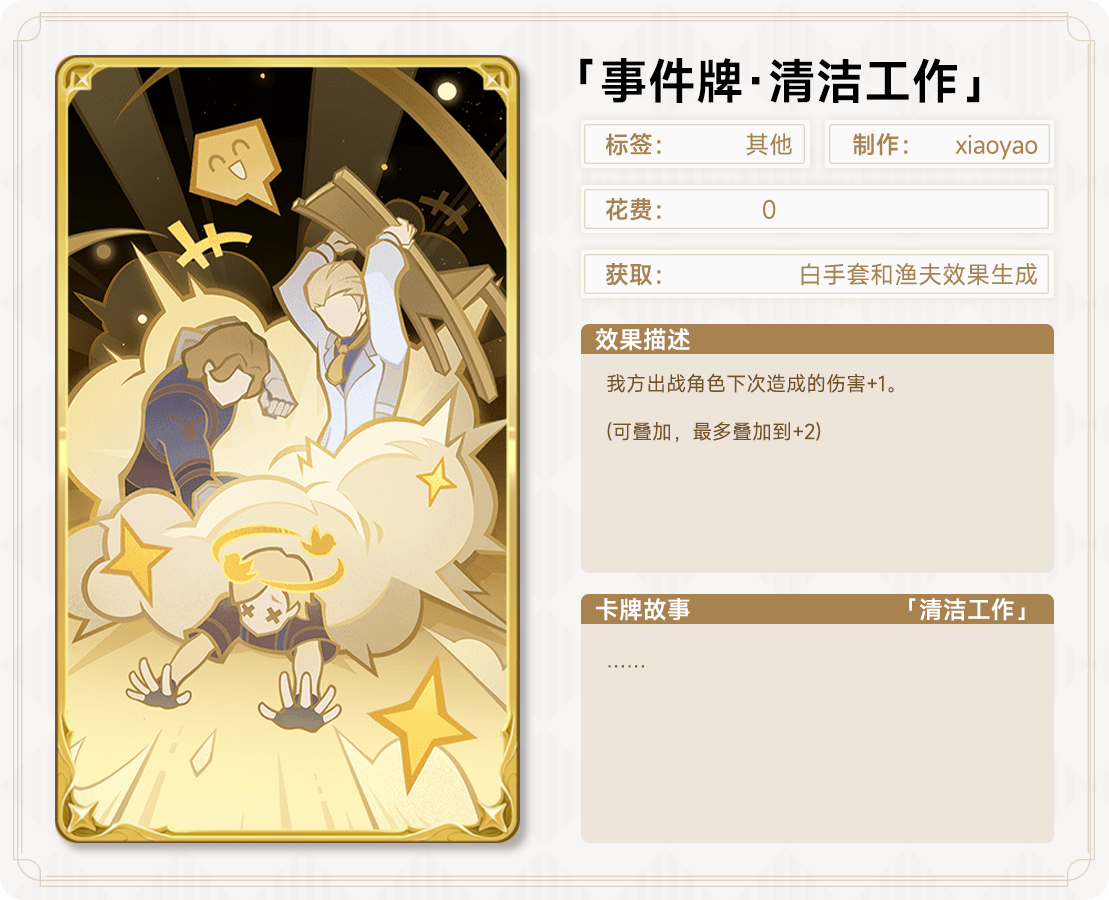 「事件牌·清洁工作」
标签： 其他 制作： xiaoyao
花费： 0
获取： 白手套和渔夫效果生成
效果描述
我方出战角色下次造成的伤害+1。
(可叠加，最多叠加到+2)
卡牌故事 「清洁工作」
......